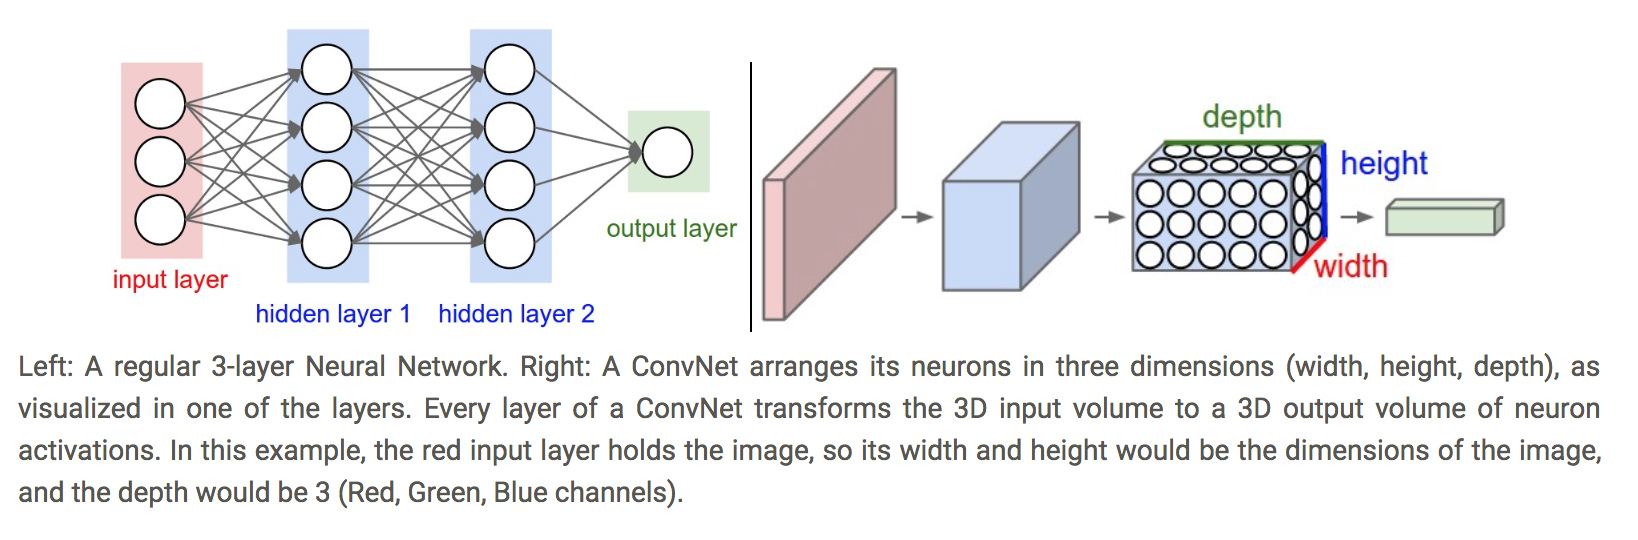 input layer
hidden layer 1
hidden layer 2
output layer
depth
height
width
Left: A regular 3-layer Neural Network. Right: A ConvNet arranges its neurons in three dimensions (width, height, depth), as
visualized in one of the layers. Every layer of a ConvNet transforms the 3D input volume to a 3D output volume of neuron
activations. In this example, the red input layer holds the image, so its width and height would be the dimensions of the image,
and the depth would be 3 (Red, Green, Blue channels).